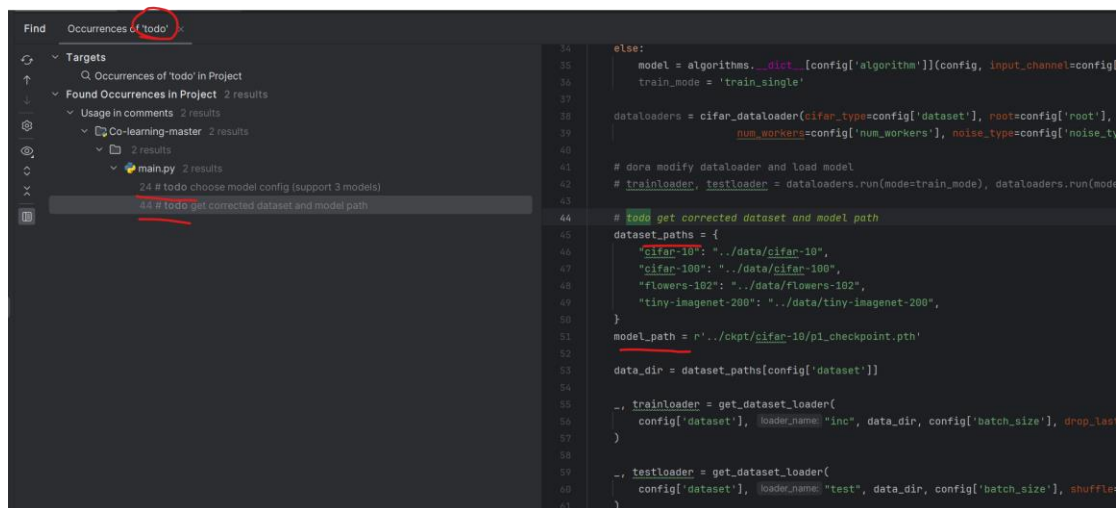 Find Occurrences of 'todo' ×
Targets
Occurrences of 'todo' in Project
Found Occurrences in Project 2 results
Usage in comments 2 results
Co-learning-master 2 results
2 results
main.py 2 results
24 # todo choose model config (support 3 models)
44 # todo get corrected dataset and model path
34 else:
35 model = algorithms.__dict__[config['algorithm']](config, input_channel=config[
36 train_mode = 'train_single'
37
38 dataloaders = cifar_dataloader(cifar_type=config['dataset'], root=config['root'],
39 num_workers=config['num_workers'], noise_type=config['noise_ty
40
41 # dora modify dataloader and load model
42 # trainloader, testloader = dataloaders.run(mode=train_mode), dataloaders.run(mode
43
44 # todo get corrected dataset and model path
45 dataset_paths = {
46 "cifar-10": "../data/cifar-10",
47 "cifar-100": "../data/cifar-100",
48 "flowers-102": "../data/flowers-102",
49 "tiny-imagenet-200": "../data/tiny-imagenet-200",
50 }
51 model_path = r'../ckpt/cifar-10/p1_checkpoint.pth'
52
53 data_dir = dataset_paths[config['dataset']]
54
55 _, trainloader = get_dataset_loader(
56 config['dataset'], loader_name: "inc", data_dir, config['batch_size'], drop_las
57 )
58
59 _, testloader = get_dataset_loader(
60 config['dataset'], loader_name: "test", data_dir, config['batch_size'], shuffle=
61 )